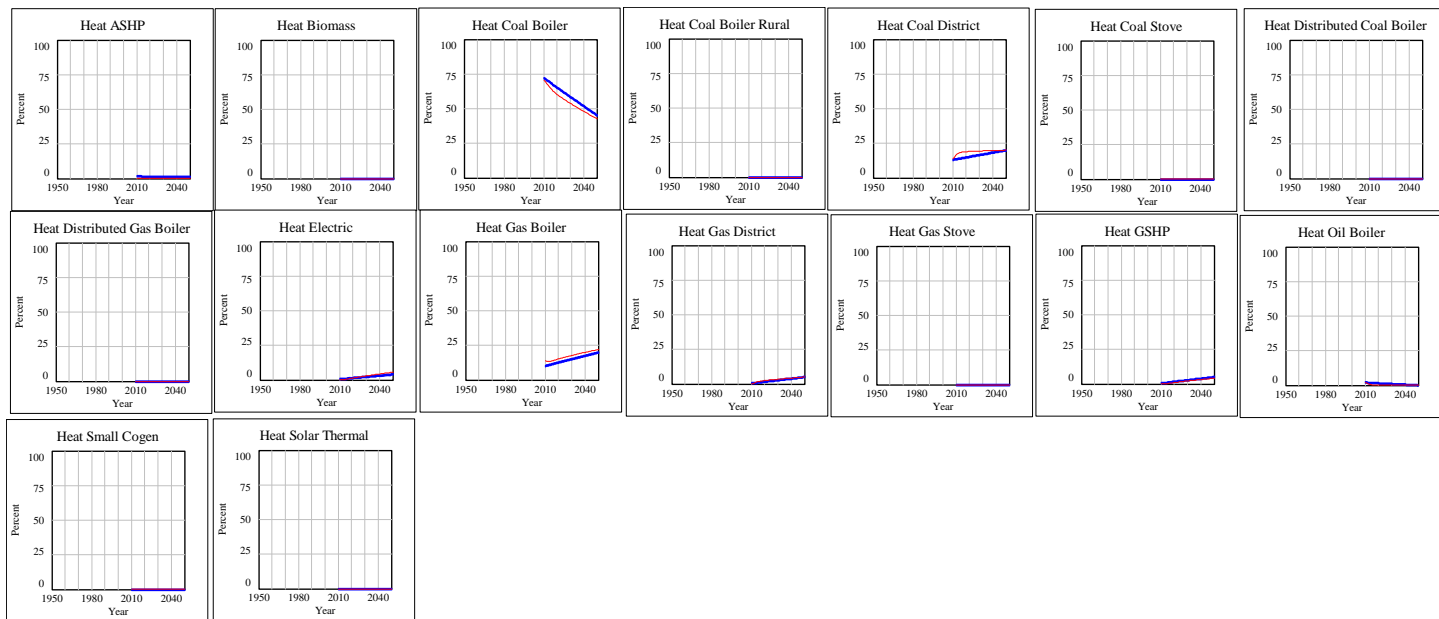 Heat ASHP
100
75
50
25
0
Percent
1950 1980 2010 2040
Year
Heat Biomass
100
75
50
25
0
Percent
1950 1980 2010 2040
Year
Heat Coal Boiler
100
75
50
25
0
Percent
1950 1980 2010 2040
Year
Heat Coal Boiler Rural
100
75
50
25
0
Percent
1950 1980 2010 2040
Year
Heat Coal District
100
75
50
25
0
Percent
1950 1980 2010 2040
Year
Heat Coal Stove
100
75
50
25
0
Percent
1950 1980 2010 2040
Year
Heat Distributed Coal Boiler
100
75
50
25
0
Percent
1950 1980 2010 2040
Year
Heat Distributed Gas Boiler
100
75
50
25
0
Percent
1950 1980 2010 2040
Year
Heat Electric
100
75
50
25
0
Percent
1950 1980 2010 2040
Year
Heat Gas Boiler
100
75
50
25
0
Percent
1950 1980 2010 2040
Year
Heat Gas District
100
75
50
25
0
Percent
1950 1980 2010 2040
Year
Heat Gas Stove
100
75
50
25
0
Percent
1950 1980 2010 2040
Year
Heat GSHP
100
75
50
25
0
Percent
1950 1980 2010 2040
Year
Heat Oil Boiler
100
75
50
25
0
Percent
1950 1980 2010 2040
Year
Heat Small Cogen
100
75
50
25
0
Percent
1950 1980 2010 2040
Year
Heat Solar Thermal
100
75
50
25
0
Percent
1950 1980 2010 2040
Year